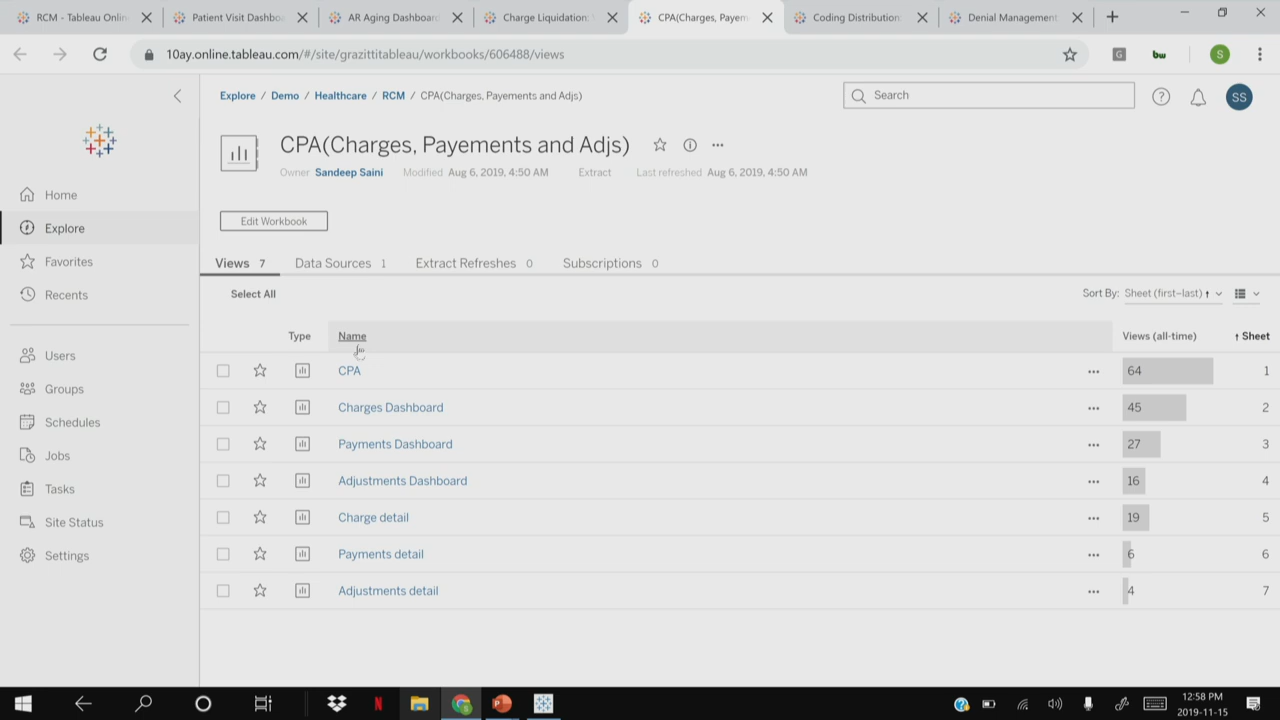 RCM - Tableau Onlin
Patient Visit Dashbo
AR Aging Dashboard
Charge Liquidation:
CPA(Charges, Payem
Coding Distribution
Denial Management
10ay.online.tableau.com/#/site/grazittitableau/workbooks/606488/views
G
bw
S
Explore / Demo / Healthcare / RCM / CPA(Charges, Payements and Adjs)
Search
SS
CPA(Charges, Payements and Adjs)
Owner Sandeep Saini Modified Aug 6, 2019, 4:50 AM Extract Last refreshed Aug 6, 2019, 4:50 AM
Edit Workbook
Home
Explore
Favorites
Recents
Users
Groups
Schedules
Jobs
Tasks
Site Status
Settings
Views 7 Data Sources 1 Extract Refreshes 0 Subscriptions 0
Select All
Sort By: Sheet (first–last) ↑
Type Name Views (all-time) ↑ Sheet
CPA 64 1
Charges Dashboard 45 2
Payments Dashboard 27 3
Adjustments Dashboard 16 4
Charge detail 19 5
Payments detail 6 6
Adjustments detail 4 7
12:58 PM
2019-11-15